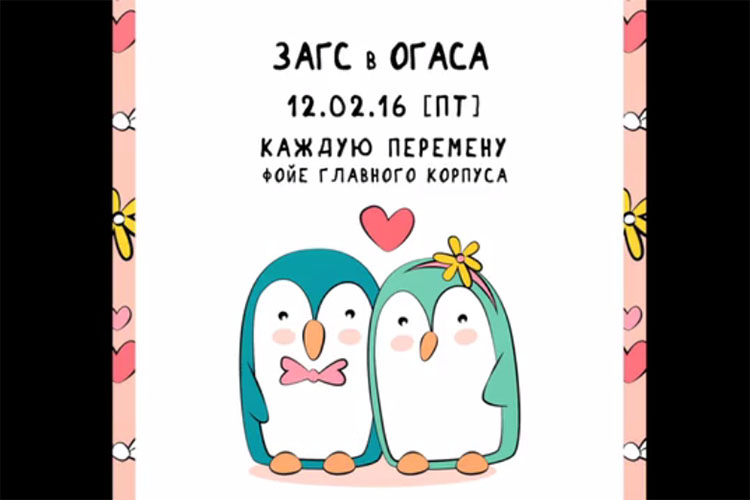 ЗАГС в ОГАСА
12.02.16 [ПТ]
КАЖДУЮ ПЕРЕМЕНУ
ФОЙЕ ГЛАВНОГО КОРПУСА